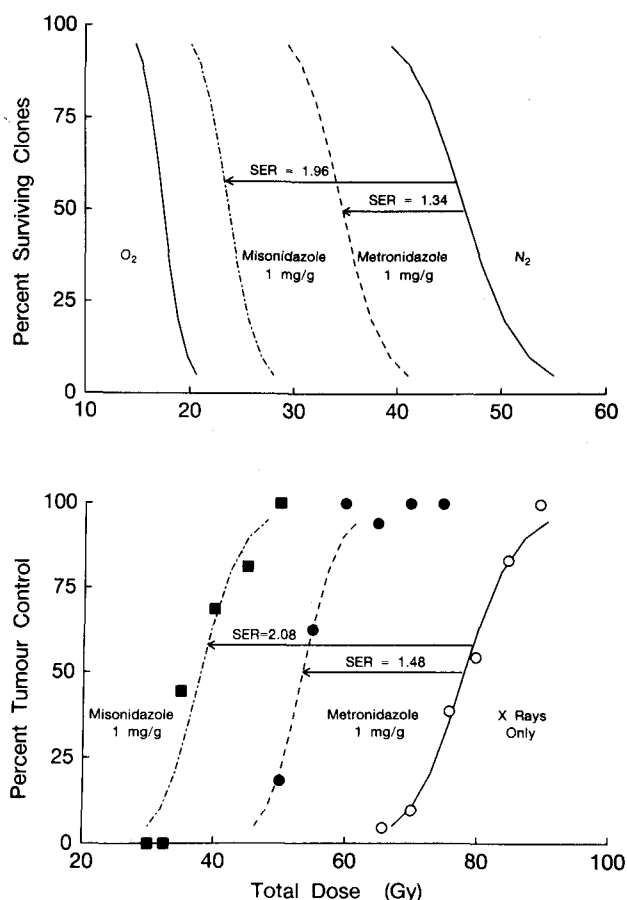 Percent Surviving Clones
100
75
50
25
0
SER = 1.96
SER = 1.34
O2
Misonidazole
1 mg/g
Metronidazole
1 mg/g
N2
10 20 30 40 50 60
Percent Tumour Control
100
75
50
25
0
SER=2.08
SER = 1.48
Misonidazole
1 mg/g
Metronidazole
1 mg/g
X Rays
Only
20 40 60 80 100
Total Dose (Gy)